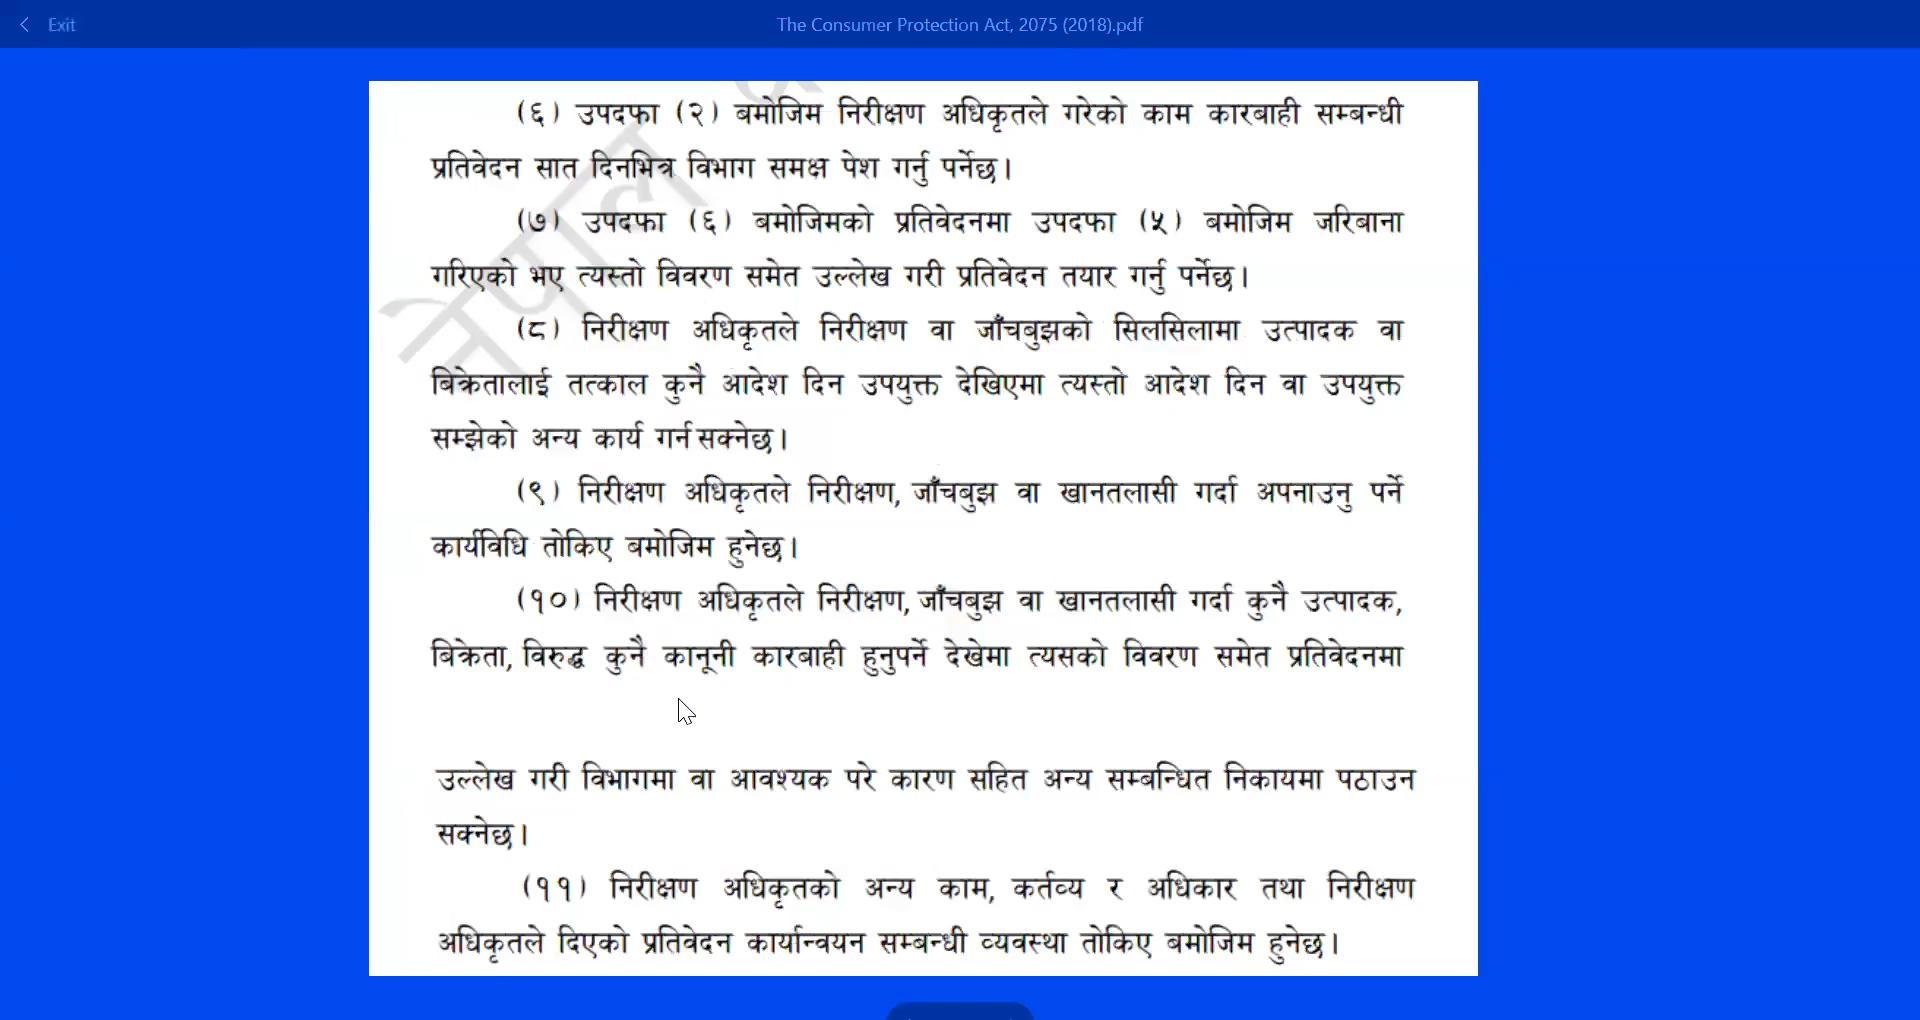 Exit
The Consumer Protection Act, 2075 (2018).pdf
(६) उपदफा (२) बमोजिम निरीक्षण अधिकृतले गरेको काम कारबाही सम्बन्धी
प्रतिवेदन सात दिनभित्र विभाग समक्ष पेश गर्नु पर्नेछ।
(७) उपदफा (६) बमोजिमको प्रतिवेदनमा उपदफा (५) बमोजिम जरिबाना
गरिएको भए त्यस्तो विवरण समेत उल्लेख गरी प्रतिवेदन तयार गर्नु पर्नेछ।
(८) निरीक्षण अधिकृतले निरीक्षण वा जाँचबुझको सिलसिलामा उत्पादक वा
बिक्रेतालाई तत्काल कुनै आदेश दिन उपयुक्त देखिएमा त्यस्तो आदेश दिन वा उपयुक्त
सम्झेको अन्य कार्य गर्न सक्नेछ।
(९) निरीक्षण अधिकृतले निरीक्षण, जाँचबुझ वा खानतलासी गर्दा अपनाउनु पर्ने
कार्यविधि तोकिए बमोजिम हुनेछ।
(१०) निरीक्षण अधिकृतले निरीक्षण, जाँचबुझ वा खानतलासी गर्दा कुनै उत्पादक,
बिक्रेता, विरुद्ध कुनै कानूनी कारबाही हुनुपर्ने देखेमा त्यसको विवरण समेत प्रतिवेदनमा
उल्लेख गरी विभागमा वा आवश्यक परे कारण सहित अन्य सम्बन्धित निकायमा पठाउन
सक्नेछ।
(११) निरीक्षण अधिकृतको अन्य काम, कर्तव्य र अधिकार तथा निरीक्षण
अधिकृतले दिएको प्रतिवेदन कार्यान्वयन सम्बन्धी व्यवस्था तोकिए बमोजिम हुनेछ।
नेपाल